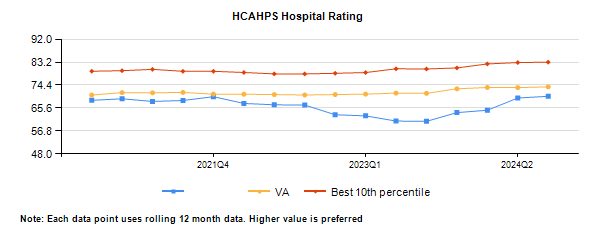 HCAHPS Hospital Rating
92.0
83.2
74.4
65.6
56.8
48.0
2021Q4 2023Q1 2024Q2
VA Best 10th percentile
Note: Each data point uses rolling 12 month data. Higher value is preferred